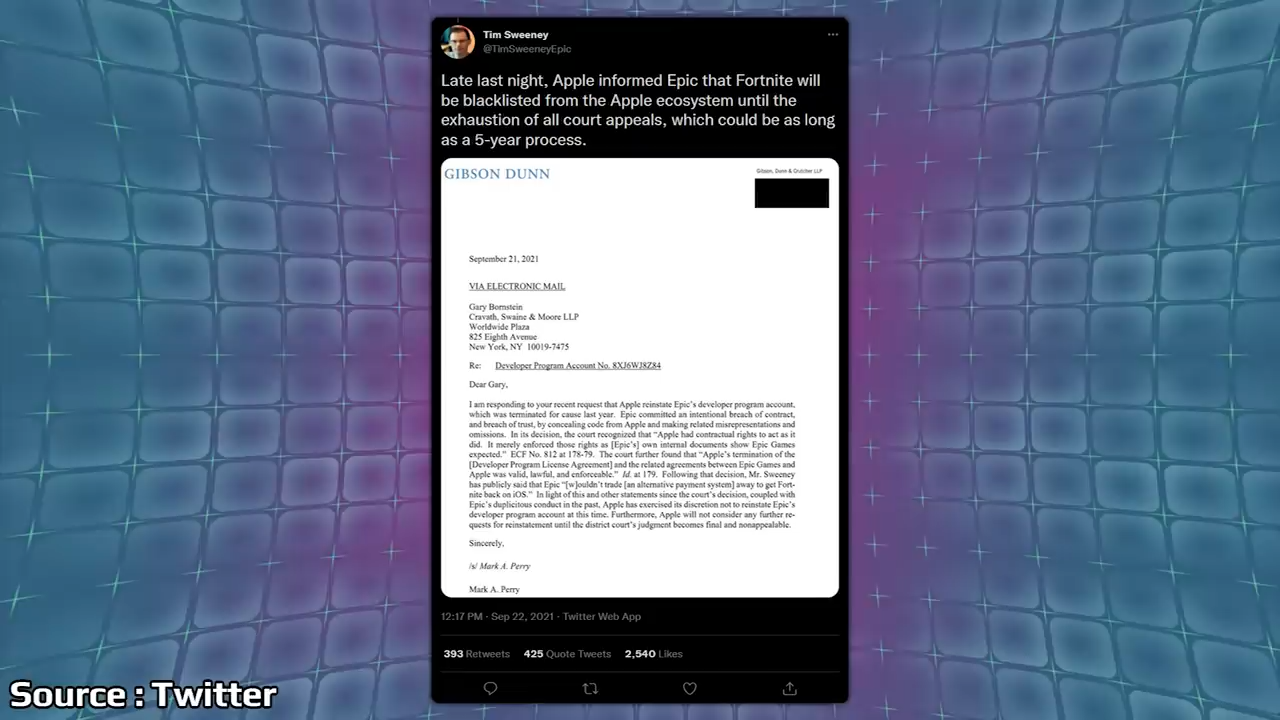 Tim Sweeney
@TimSweeneyEpic
Late last night, Apple informed Epic that Fortnite will
be blacklisted from the Apple ecosystem until the
exhaustion of all court appeals, which could be as long
as a 5-year process.
GIBSON DUNN
Gibson, Dunn & Crutcher LLP
September 21, 2021
VIA ELECTRONIC MAIL
Gary Bornstein
Cravath, Swaine & Moore LLP
Worldwide Plaza
825 Eighth Avenue
New York, NY 10019-7475
Re: Developer Program Account No. 8XJ6WJ8Z84
Dear Gary,
I am responding to your recent request that Apple reinstate Epic's developer program account,
which was terminated for cause last year. Epic committed an intentional breach of contract,
and breach of trust, by concealing code from Apple and making related misrepresentations and
omissions. In its decision, the court recognized that "Apple had contractual rights to act as it
did. It merely enforced those rights as [Epic's] own internal documents show Epic Games
expected." ECF No. 812 at 178-79. The court further found that "Apple's termination of the
[Developer Program License Agreement] and the related agreements between Epic Games and
Apple was valid, lawful, and enforceable." Id. at 179. Following that decision, Mr. Sweeney
has publicly said that Epic "[w]ouldn't trade [an alternative payment system] away to get Fort-
nite back on iOS." In light of this and other statements since the court's decision, coupled with
Epic's duplicitous conduct in the past, Apple has exercised its discretion not to reinstate Epic's
developer program account at this time. Furthermore, Apple will not consider any further re-
quests for reinstatement until the district court's judgment becomes final and nonappealable.
Sincerely,
/s/ Mark A. Perry
Mark A. Perry
12:17 PM · Sep 22, 2021 · Twitter Web App
393 Retweets 425 Quote Tweets 2,540 Likes
Source : Twitter